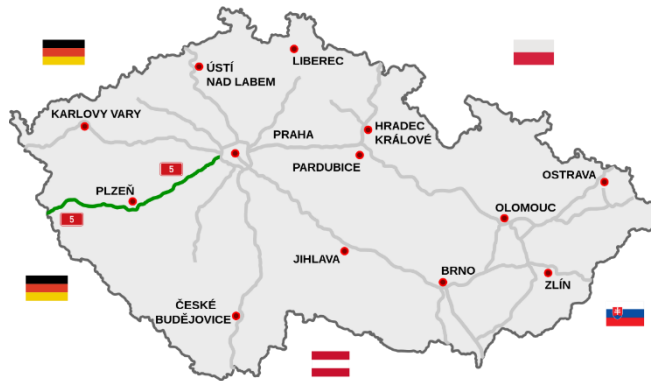 LIBEREC
ÚSTÍ
NAD LABEM
KARLOVY VARY
PRAHA
HRADEC
KRÁLOVÉ
PARDUBICE
5
OSTRAVA
PLZEŇ
5
OLOMOUC
JIHLAVA
BRNO
ZLÍN
ČESKÉ
BUDĚJOVICE